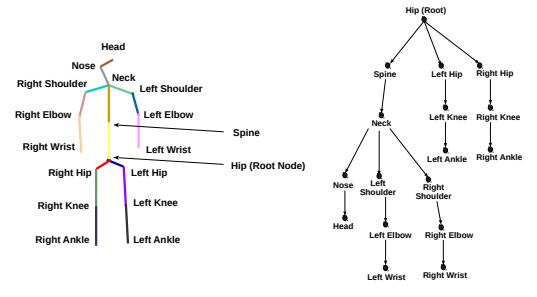 Head
Nose
Neck
Right Shoulder
Left Shoulder
Right Elbow
Left Elbow
Spine
Right Wrist
Left Wrist
Hip (Root Node)
Right Hip
Left Hip
Right Knee
Left Knee
Right Ankle
Left Ankle
Hip (Root)
Spine
Left Hip
Right Hip
Neck
Left Knee
Right Knee
Left Ankle
Right Ankle
Nose
Left
Shoulder
Right
Shoulder
Head
Left Elbow
Right Elbow
Left Wrist
Right Wrist